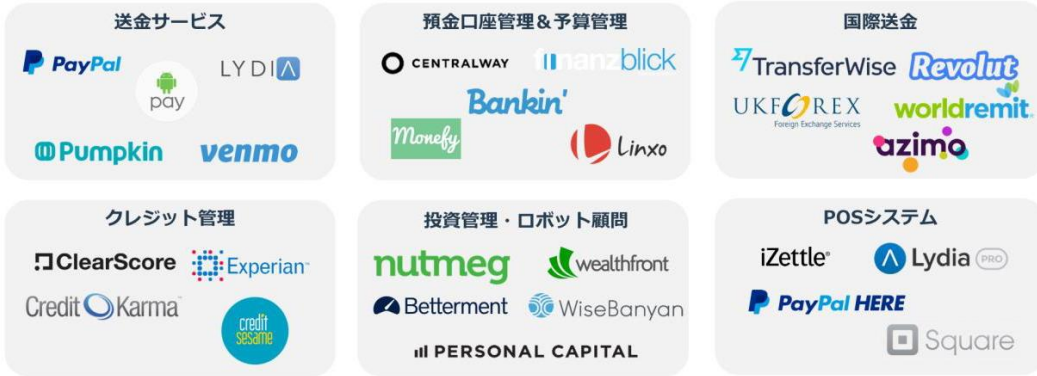 送金サービス
PayPal
LYDIA
pay
Pumpkin
venmo
預金口座管理&予算管理
CENTRALWAY
finanzblick
Bankin'
Monefy
Linxo
国際送金
TransferWise
Revolut
UKFOREX
Foreign Exchange Services
worldremit
azimo
クレジット管理
ClearScore
Experian™
Credit Karma™
credit
sesame
投資管理・ロボット顧問
nutmeg
wealthfront
Betterment
WiseBanyan
PERSONAL CAPITAL
POSシステム
iZettle®
Lydia PRO
PayPal HERE
Square